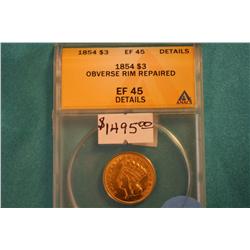 1854 $3 EF 45 DETAILS
1854 $3
OBVERSE RIM REPAIRED
EF 45
DETAILS
ANACS
$1495.00